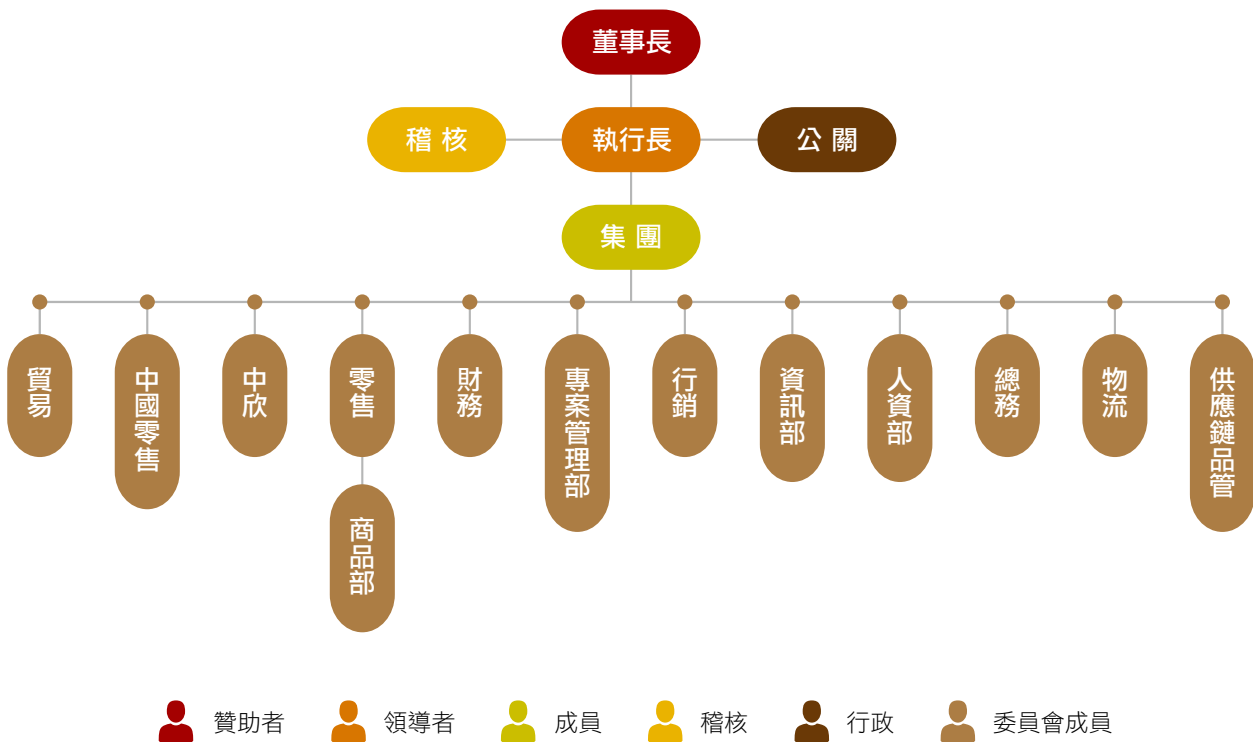 董事長
稽核
執行長
公關
集團
貿易
中國零售
中欣
零售
財務
專案管理部
行銷
資訊部
人資部
總務
物流
供應鏈品管
商品部
贊助者
領導者
成員
稽核
行政
委員會成員